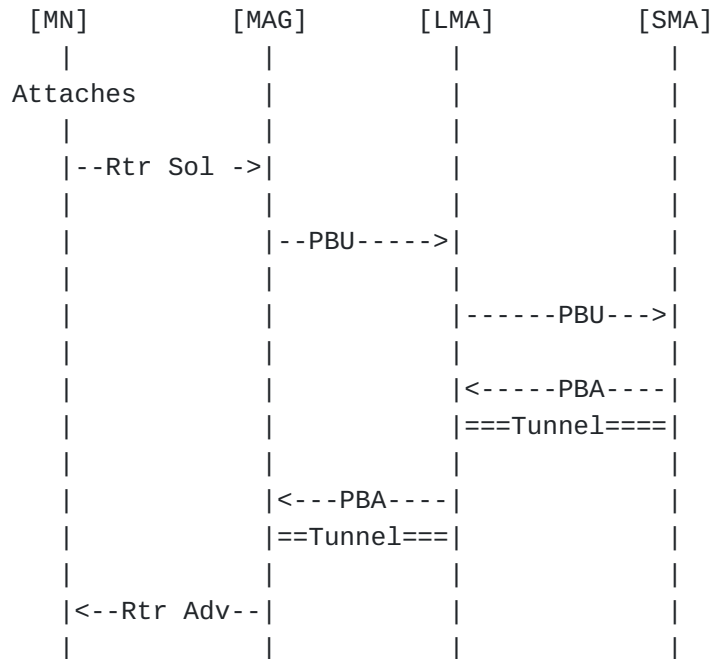 [MN] [MAG] [LMA] [SMA]
| | | |
Attaches | | |
| | | |
|--Rtr Sol ->| | |
| | | |
| |--PBU----->| |
| | | |
| | |------PBU--->|
| | | |
| | |<-----PBA----|
| | |===Tunnel====|
| | | |
| |<---PBA----| |
| |==Tunnel===| |
| | | |
|<--Rtr Adv--| | |
| | | |